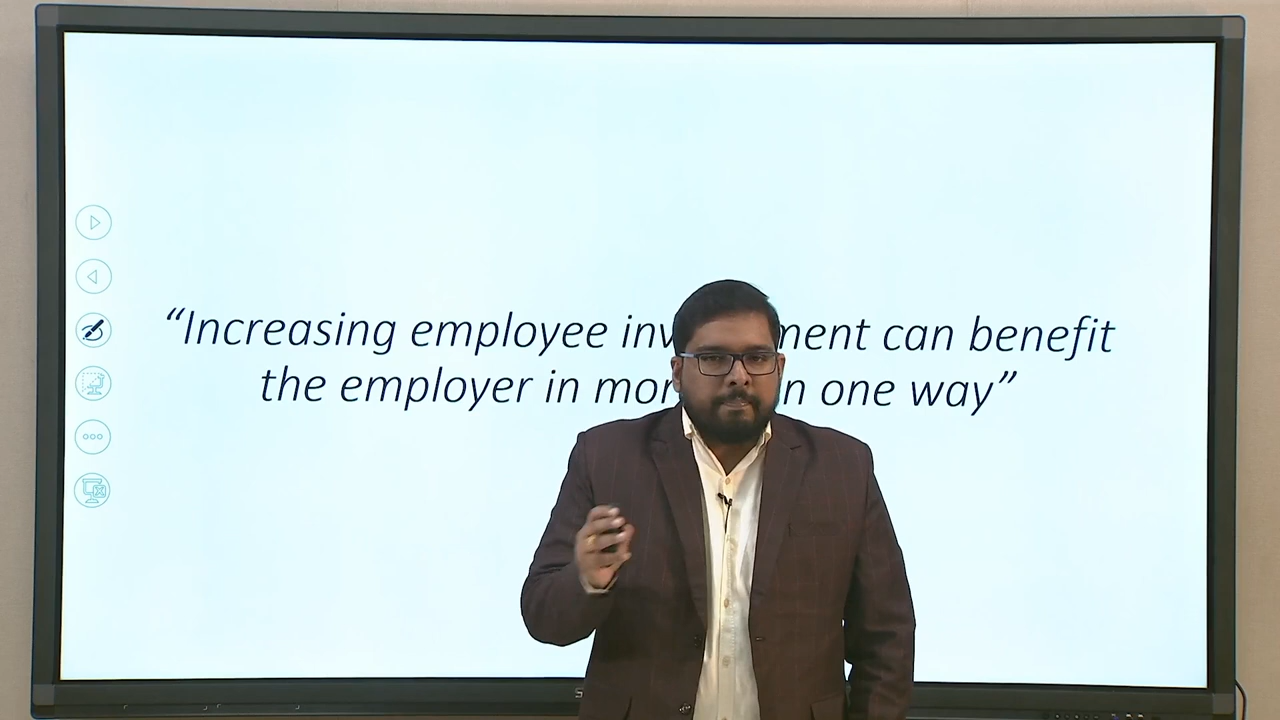 “Increasing employee inv ment can benefit
the employer in mor n one way”